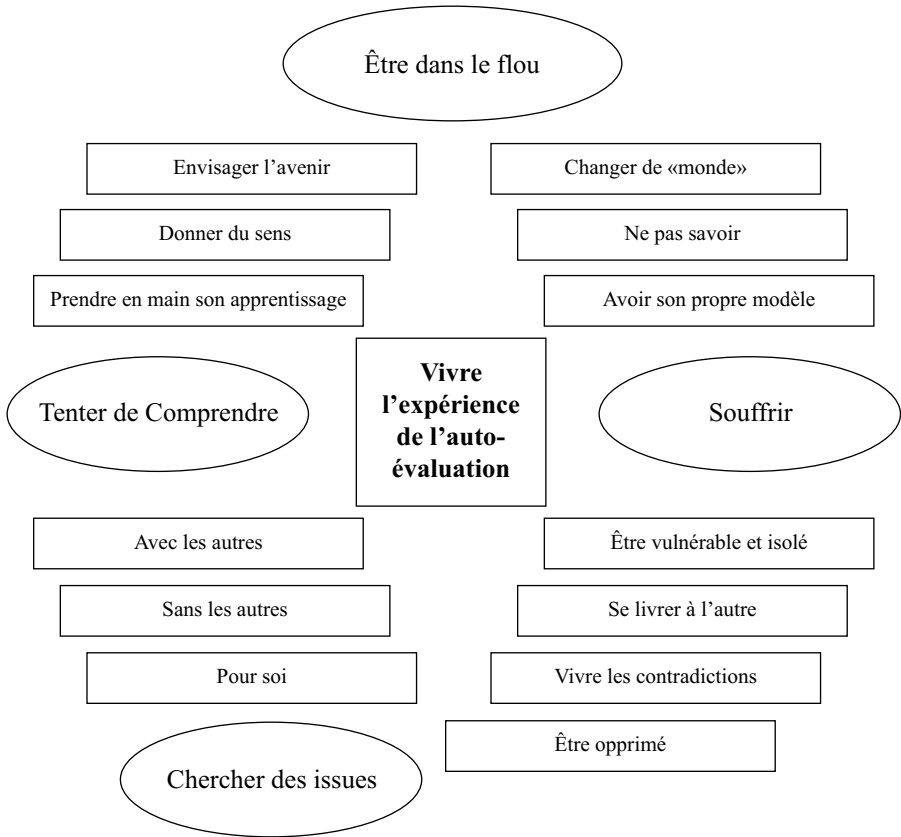 Être dans le flou
Envisager l’avenir
Changer de «monde»
Donner du sens
Ne pas savoir
Prendre en main son apprentissage
Avoir son propre modèle
Vivre
l’expérience
de l’auto-
évaluation
Tenter de Comprendre
Souffrir
Avec les autres
Être vulnérable et isolé
Sans les autres
Se livrer à l’autre
Pour soi
Vivre les contradictions
Être opprimé
Chercher des issues